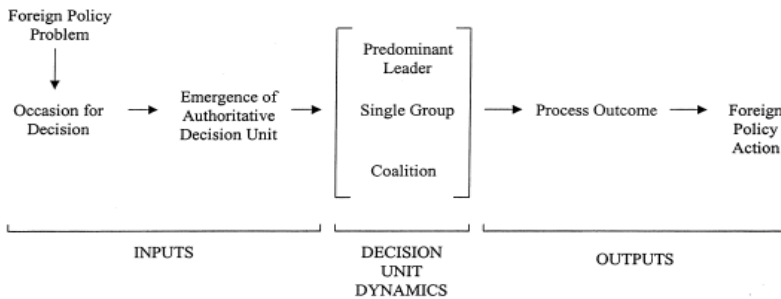 Foreign Policy
Problem
Occasion for
Decision
Emergence of
Authoritative
Decision Unit
Predominant
Leader
Single Group
Coalition
Process Outcome
Foreign
Policy
Action
INPUTS
DECISION
UNIT
DYNAMICS
OUTPUTS